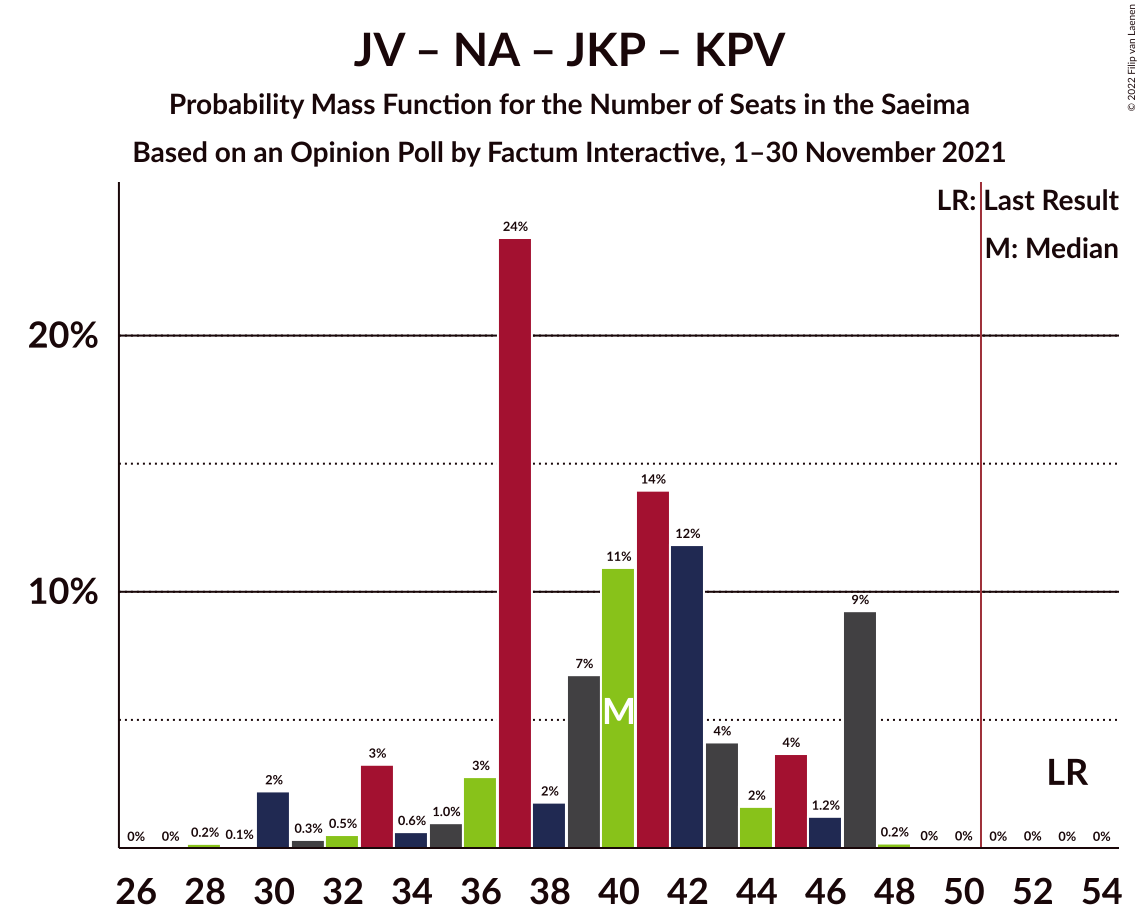 JV – NA – JKP – KPV
Probability Mass Function for the Number of Seats in the Saeima
Based on an Opinion Poll by Factum Interactive, 1–30 November 2021
© 2022 Filip van Laenen
LR: Last Result
M: Median
24%
20%
14%
12%
11%
10%
9%
7%
M
4%
4%
3%
3%
LR
2%
2%
2%
1.2%
1.0%
0.6%
0.5%
0.3%
0% 0% 0.2% 0.1% 0.2% 0% 0% 0% 0% 0% 0%
26 28 30 32 34 36 38 40 42 44 46 48 50 52 54